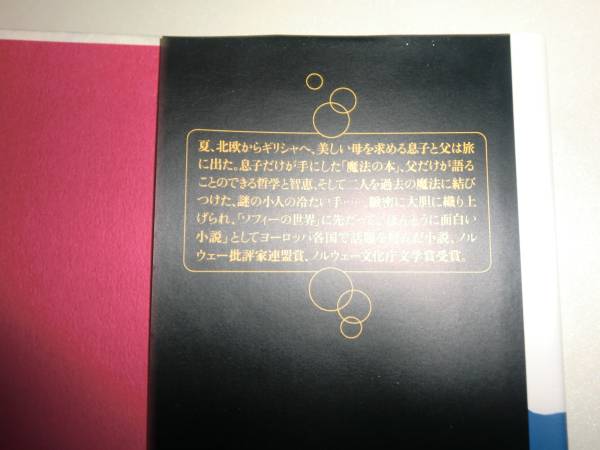 夏、北欧からギリシャへ、美しい母を求める息子と父は旅
に出た。息子だけが手にした「魔法の本」、父だけが語る
ことのできる哲学と智恵、そして二人を過去の魔法に結び
つけた、謎の小人の冷たい手……緻密に大胆に織り上
げられ、「ソフィーの世界」に先だって、「ほんとうに面白い
小説」としてヨーロッパ各国で話題を呼んだ小説、ノル
ウェー批評家連盟賞、ノルウェー文化庁文学賞受賞。